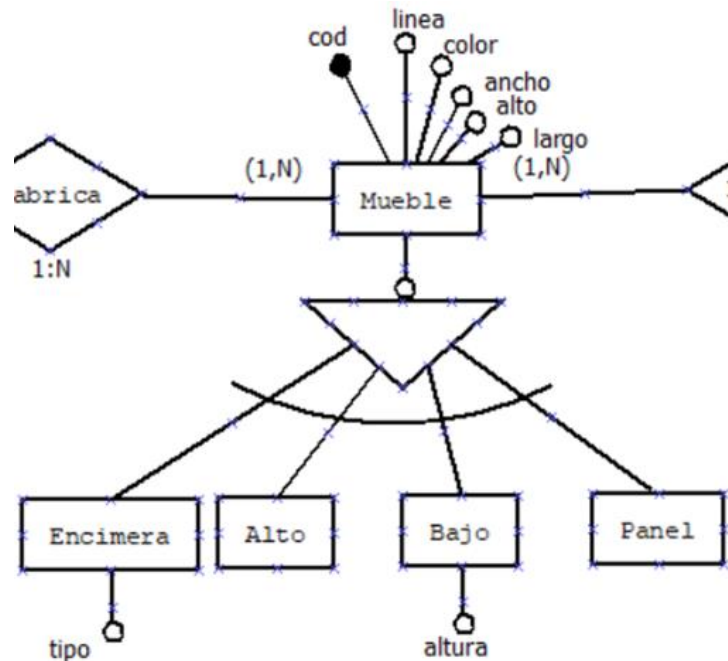 linea
cod
color
ancho
alto
largo
(1,N)
(1,N)
abrica
Mueble
1:N
Encimera
Alto
Bajo
Panel
tipo
altura